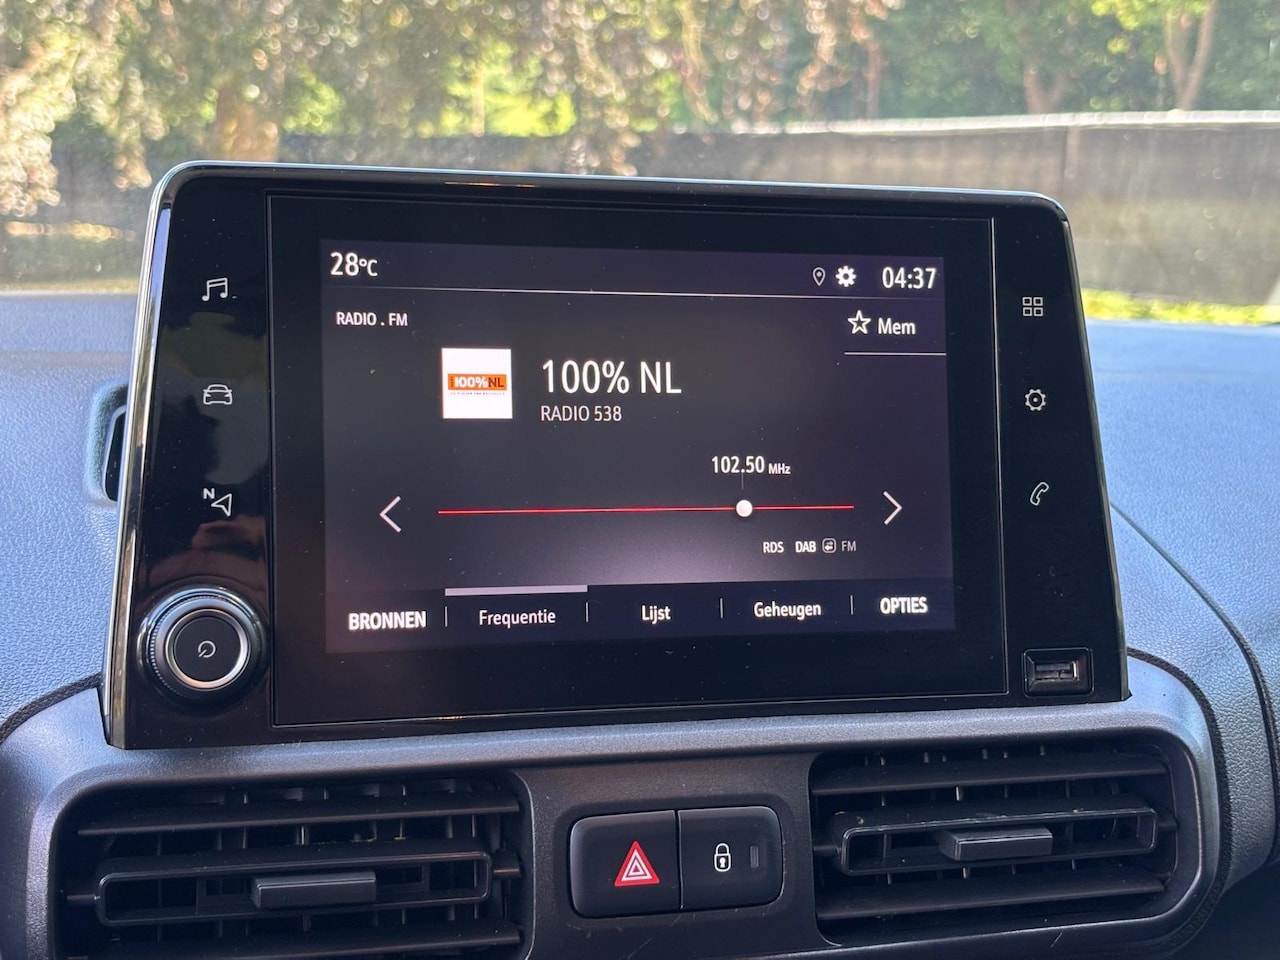 28°C
04:37
RADIO . FM
Mem
100%NL
100% NL
RADIO 538
102.50 MHz
N
RDS DAB FM
BRONNEN Frequentie Lijst Geheugen OPTIES